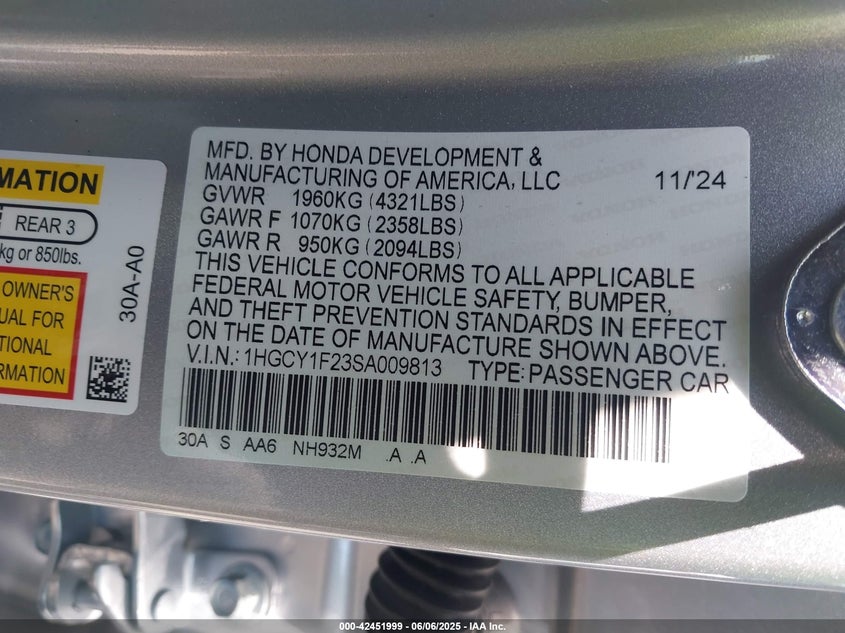 MATION
REAR 3
kg or 850lbs.
OWNER'S
UAL FOR
TIONAL
FORMATION
30A-A0
MFD. BY HONDA DEVELOPMENT &
MANUFACTURING OF AMERICA, LLC 11/'24
GVWR 1960KG (4321LBS)
GAWR F 1070KG (2358LBS)
GAWR R 950KG (2094LBS)
THIS VEHICLE CONFORMS TO ALL APPLICABLE
FEDERAL MOTOR VEHICLE SAFETY, BUMPER,
AND THEFT PREVENTION STANDARDS IN EFFECT
ON THE DATE OF MANUFACTURE SHOWN ABOVE.
V.I.N.: 1HGCY1F23SA009813 TYPE: PASSENGER CAR
30A S AA6 NH932M .A .A
000-42451999 - 06/06/2025 - IAA Inc.